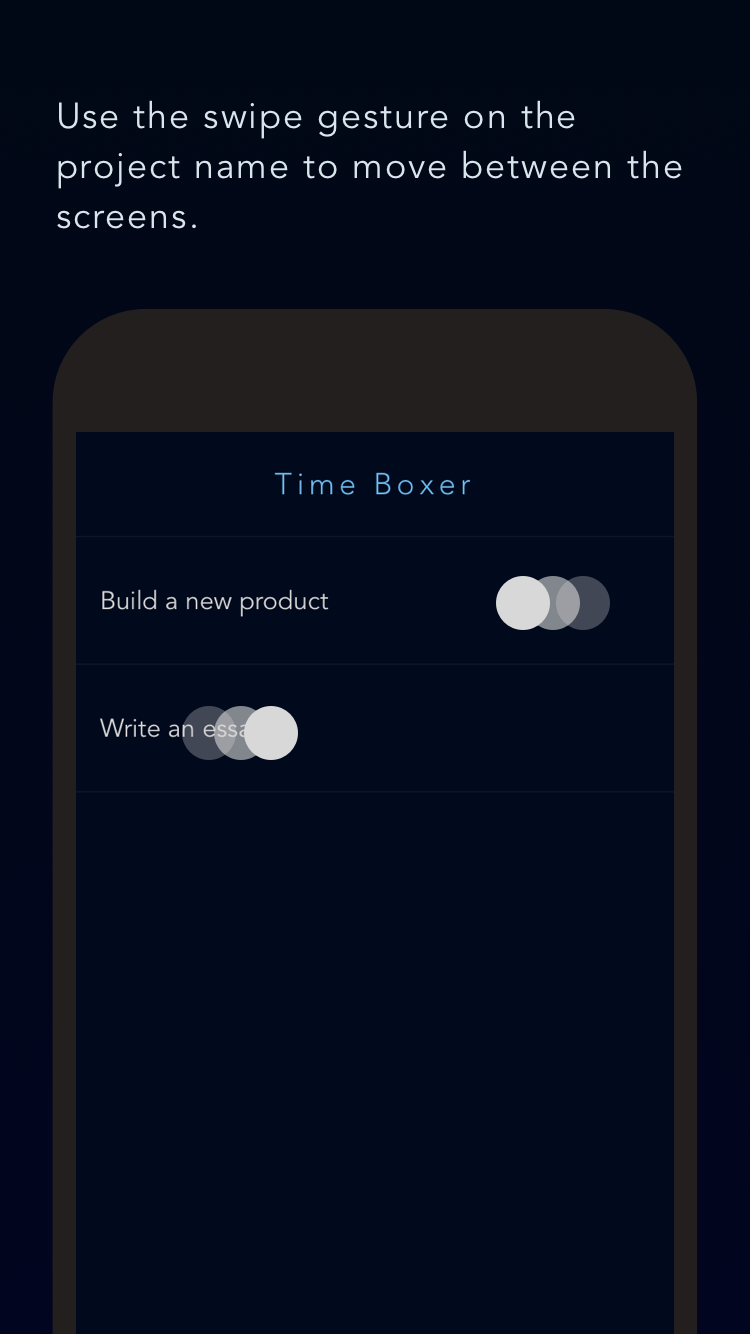 Use the swipe gesture on the
project name to move between the
screens.
Time Boxer
Build a new product
Write an essa